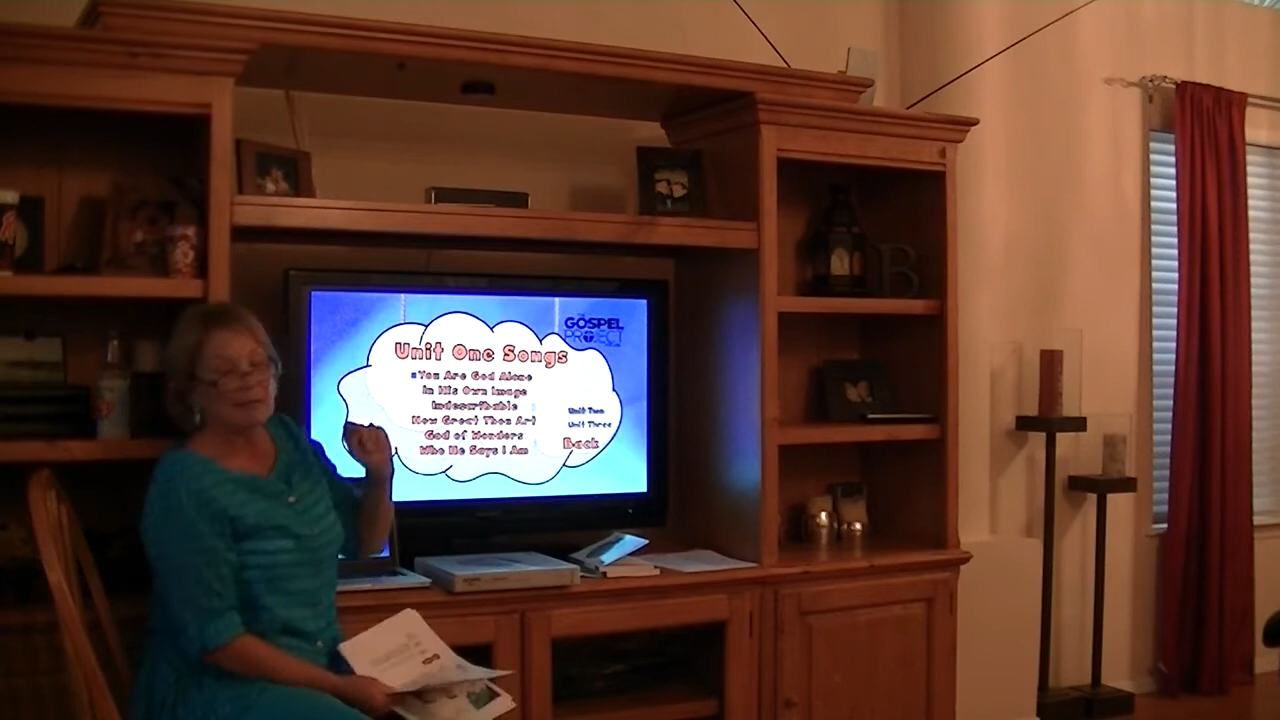 THE
GOSPEL
PROJECT
Unit One Songs
You Are God Alone
In His Own Image
Indescribable
How Great Thou Art
God of Wonders
Who He Says I Am
Unit Two
Unit Three
Back
B